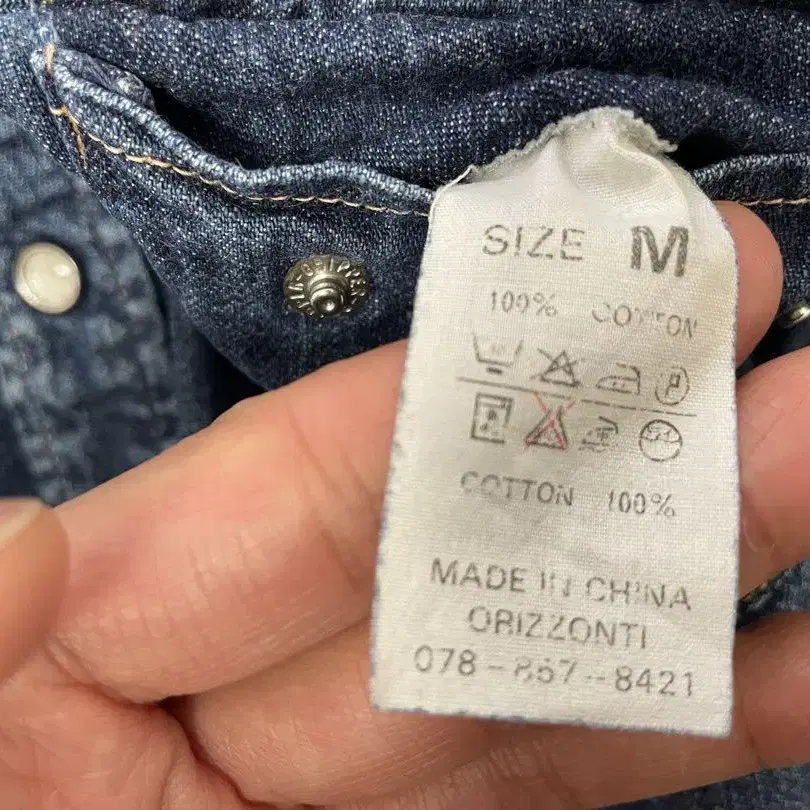 SIZE M
100% COTTON
COTTON 100%
MADE IN CHINA
ORIZZONTI
078-857-8421